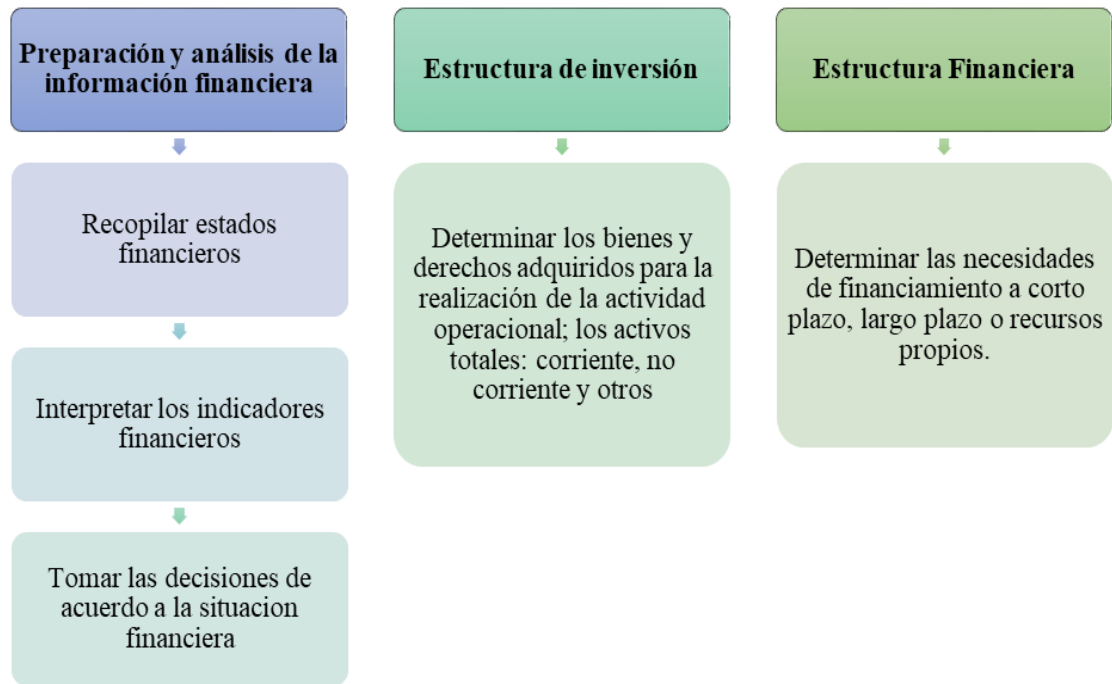 Preparación y análisis de la
información financiera
Recopilar estados
financieros
Interpretar los indicadores
financieros
Tomar las decisiones de
acuerdo a la situacion
financiera
Estructura de inversión
Determinar los bienes y
derechos adquiridos para la
realización de la actividad
operacional; los activos
totales: corriente, no
corriente y otros
Estructura Financiera
Determinar las necesidades
de financiamiento a corto
plazo, largo plazo o recursos
propios.